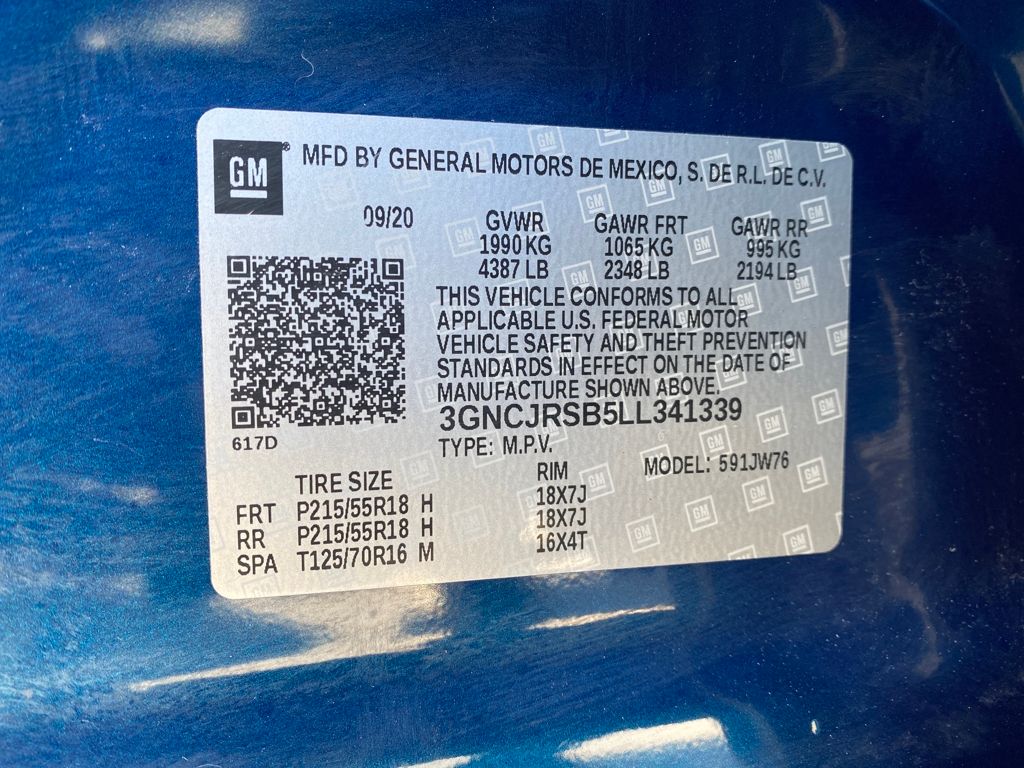 GM® MFD BY GENERAL MOTORS DE MEXICO, S. DE R.L. DE C.V.
09/20 GVWR GAWR FRT GAWR RR
1990 KG 1065 KG 995 KG
4387 LB 2348 LB 2194 LB
THIS VEHICLE CONFORMS TO ALL
APPLICABLE U.S. FEDERAL MOTOR
VEHICLE SAFETY AND THEFT PREVENTION
STANDARDS IN EFFECT ON THE DATE OF
MANUFACTURE SHOWN ABOVE.
3GNCJRSB5LL341339
617D
TYPE: M.P.V. MODEL: 591JW76
TIRE SIZE RIM
FRT P215/55R18 H 18X7J
RR P215/55R18 H 18X7J
SPA T125/70R16 M 16X4T